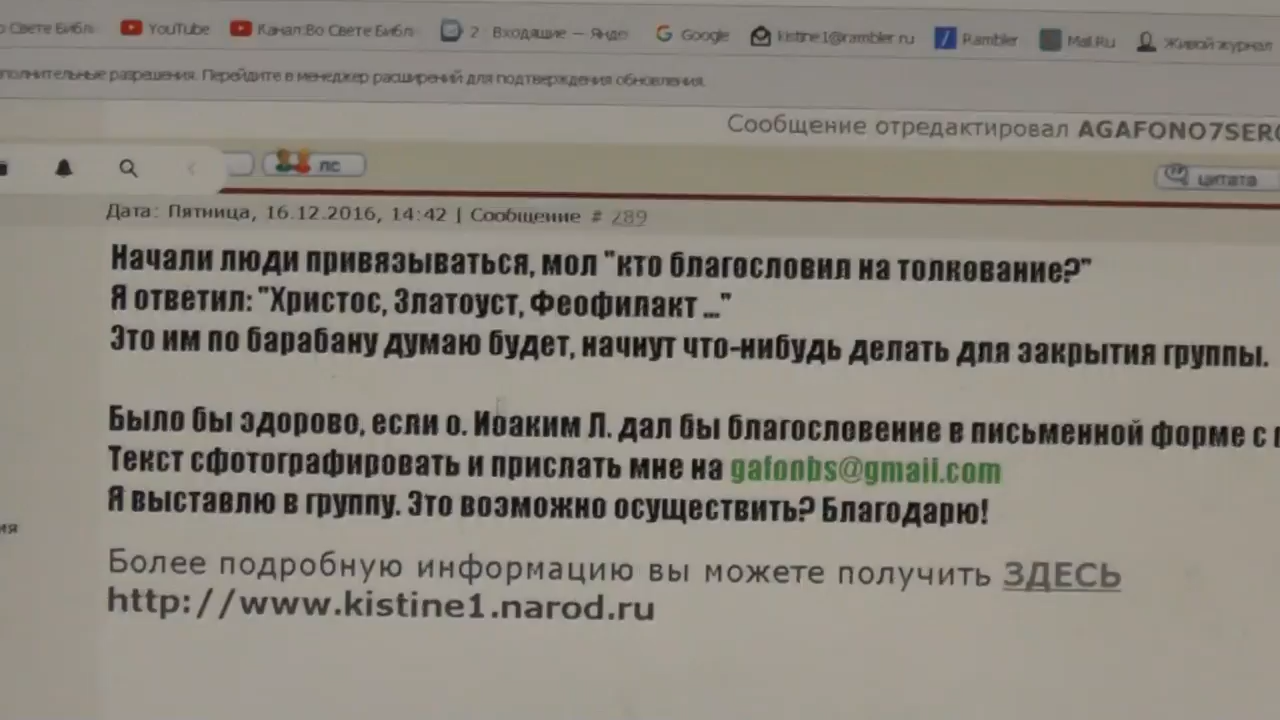 о Свете Библ YouTube Канал:Во Свете Библ 2 Входящие — Янде Google kistine1@rambler.ru Rambler Mail.Ru Живой журнал
полнительные разрешения. Перейдите в менеджер расширений для подтверждения обновления.
Сообщение отредактировал AGAFONO7SERG
лс цитата
Дата: Пятница, 16.12.2016, 14:42 | Сообщение # 289
Начали люди привязываться, мол "кто благословил на толкование?"
Я ответил: "Христос, Златоуст, Феофилакт ..."
Это им по барабану думаю будет, начнут что-нибудь делать для закрытия группы.
Было бы здорово, если о. Иоаким Л. дал бы благословение в письменной форме с
Текст сфотографировать и прислать мне на gafonbs@gmail.com
Я выставлю в группу. Это возможно осуществить? Благодарю!
ия
Более подробную информацию вы можете получить ЗДЕСЬ
http://www.kistine1.narod.ru